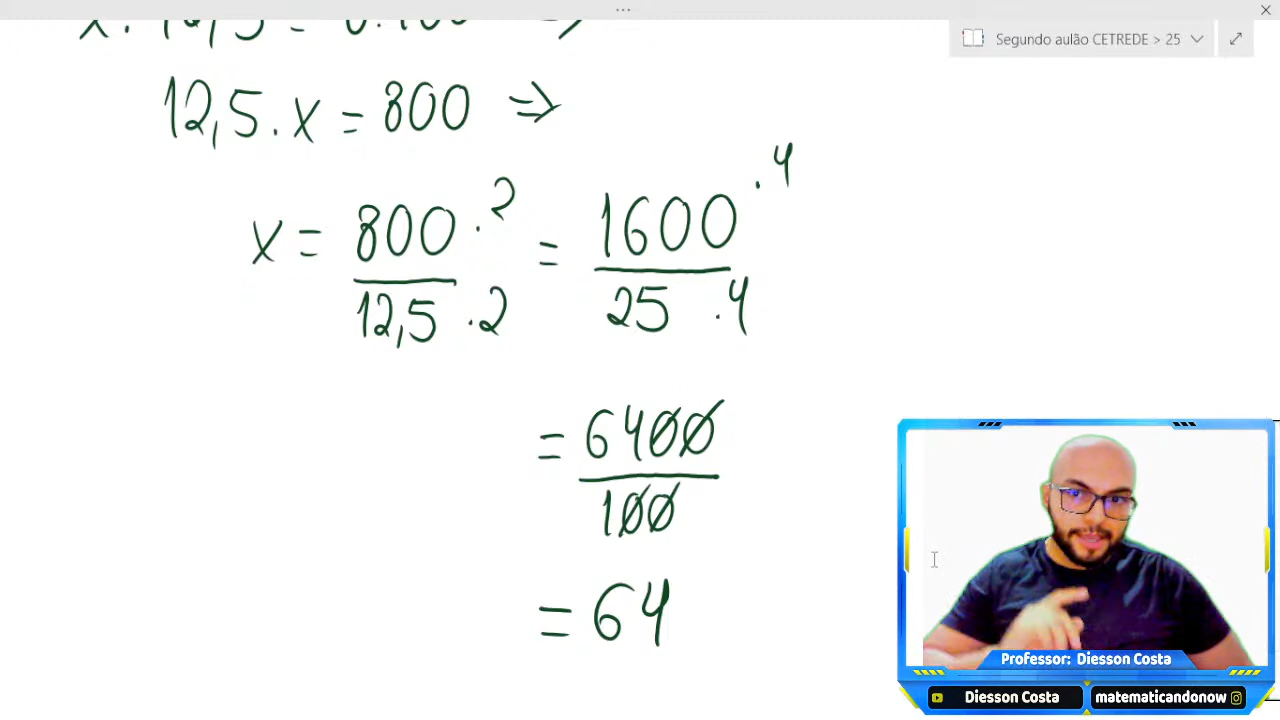 Segundo aulão CETREDE > 25
12,5 . x = 800 ⇒
x = 800 · 2 / 12,5 · 2 = 1600 · 4 / 25 · 4
= 6400 / 100
= 64
Professor: Diesson Costa
Diesson Costa matematicandonow